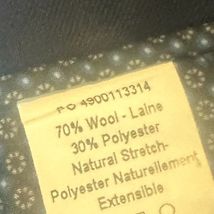 PO 4900113314
70% Wool - Laine
30% Polyester
Natural Stretch-
Polyester Naturellement
Extensible